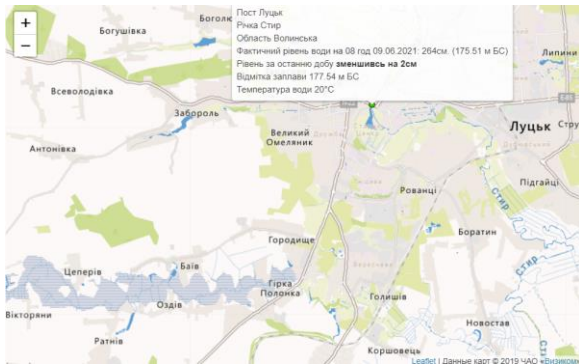 Пост Луцьк
Річка Стир
Область Волинська
Фактичний рівень води на 08 год 09.06.2021: 264см. (175.51 м БС)
Рівень за останню добу зменшивсь на 2см
Відмітка заплави 177.54 м БС
Температура води 20°C
+
−
Богушівка
Липини
Всеволодівка
Забороль
Великий
Омеляник
Луцьк
Антонівка
Рованці
Підгайці
Стир
Боратин
Городище
Стир
Цеперів
Баїв
Гірка
Полонка
Голишів
Оздів
Вікторяни
Новостав
Ратнів
Коршовець
Leaflet | Данные карт © 2019 ЧАО «Визиком»